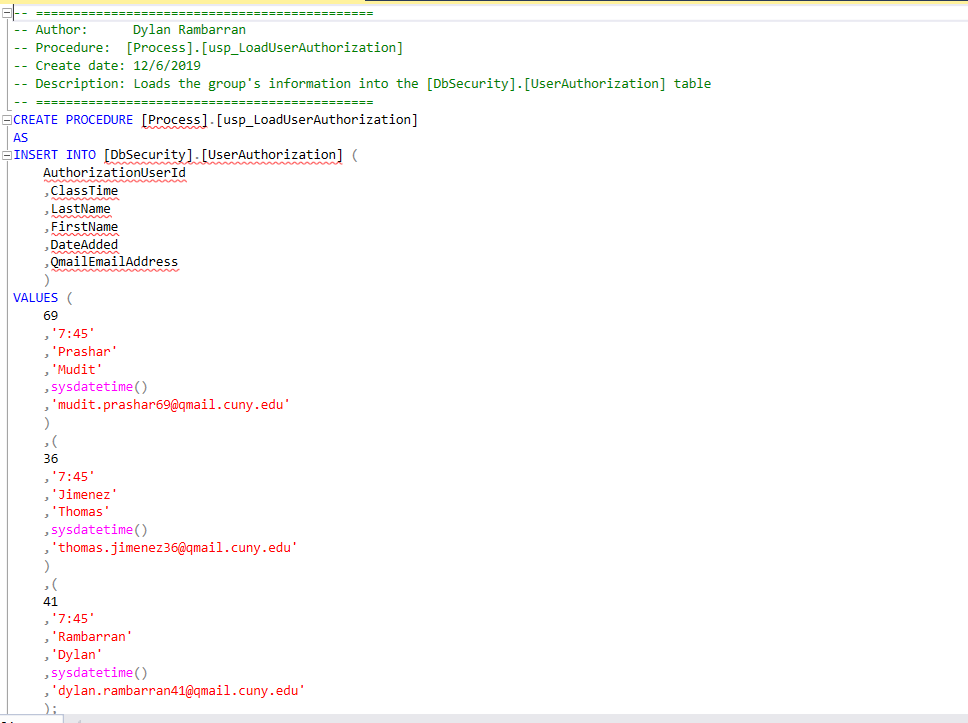 -- =============================================
-- Author:      Dylan Rambarran
-- Procedure:  [Process].[usp_LoadUserAuthorization]
-- Create date: 12/6/2019
-- Description: Loads the group's information into the [DbSecurity].[UserAuthorization] table
-- =============================================
CREATE PROCEDURE [Process].[usp_LoadUserAuthorization]
AS
INSERT INTO [DbSecurity].[UserAuthorization] (
    AuthorizationUserId
    ,ClassTime
    ,LastName
    ,FirstName
    ,DateAdded
    ,QmailEmailAddress
    )
VALUES (
    69
    ,'7:45'
    ,'Prashar'
    ,'Mudit'
    ,sysdatetime()
    ,'mudit.prashar69@qmail.cuny.edu'
    )
    ,(
    36
    ,'7:45'
    ,'Jimenez'
    ,'Thomas'
    ,sysdatetime()
    ,'thomas.jimenez36@qmail.cuny.edu'
    )
    ,(
    41
    ,'7:45'
    ,'Rambarran'
    ,'Dylan'
    ,sysdatetime()
    ,'dylan.rambarran41@qmail.cuny.edu'
    );